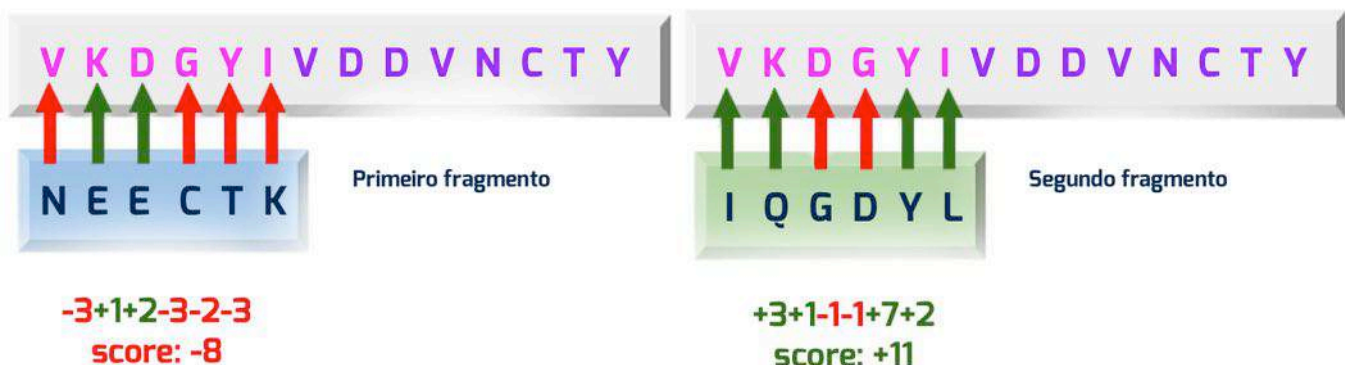 V K D G Y I V D D V N C T Y
N E E C T K
Primeiro fragmento
-3+1+2-3-2-3
score: -8
V K D G Y I V D D V N C T Y
I Q G D Y L
Segundo fragmento
+3+1-1-1+7+2
score: +11